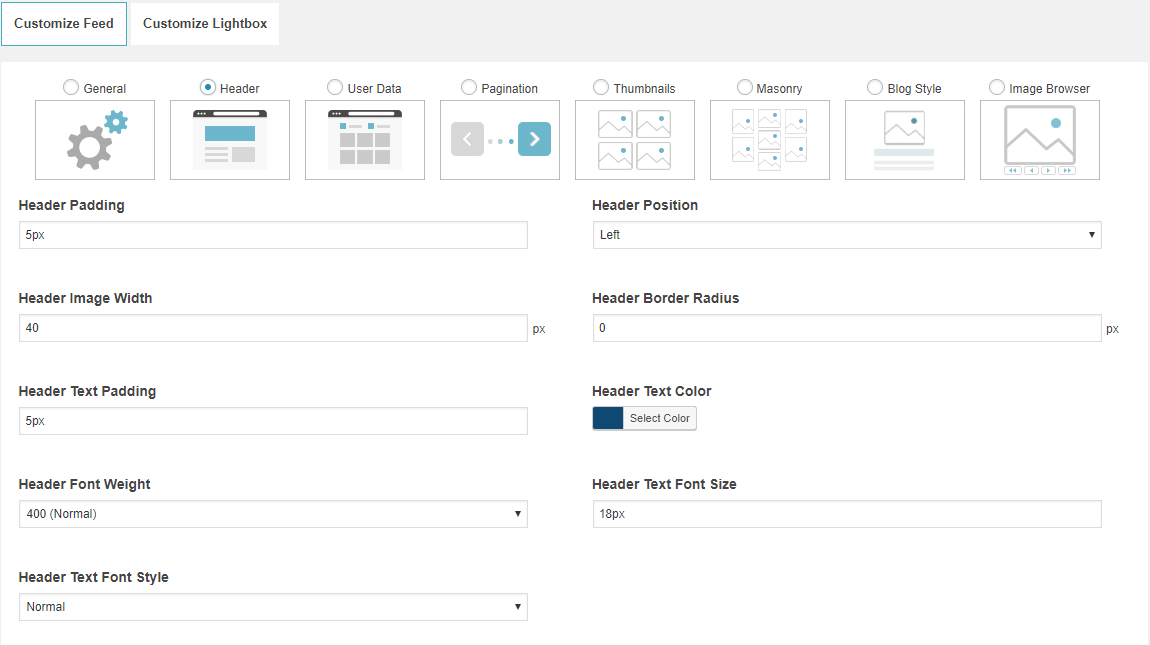 Customize Feed Customize Lightbox
General Header User Data Pagination Thumbnails Masonry Blog Style Image Browser
Header Padding Header Position
5px Left
Header Image Width Header Border Radius
40 px 0 px
Header Text Padding Header Text Color
5px Select Color
Header Font Weight Header Text Font Size
400 (Normal) 18px
Header Text Font Style
Normal